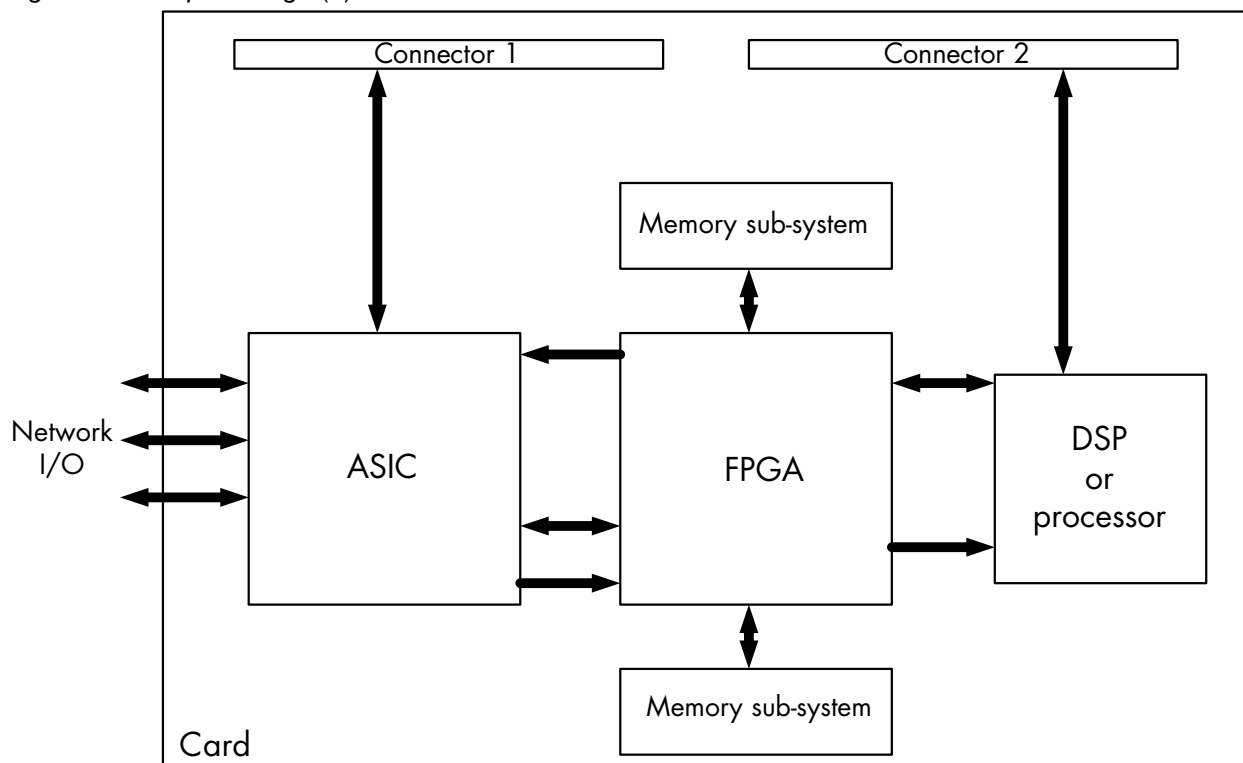 Connector 1
Connector 2
Memory sub-system
Network
I/O
ASIC
FPGA
DSP
or
processor
Memory sub-system
Card